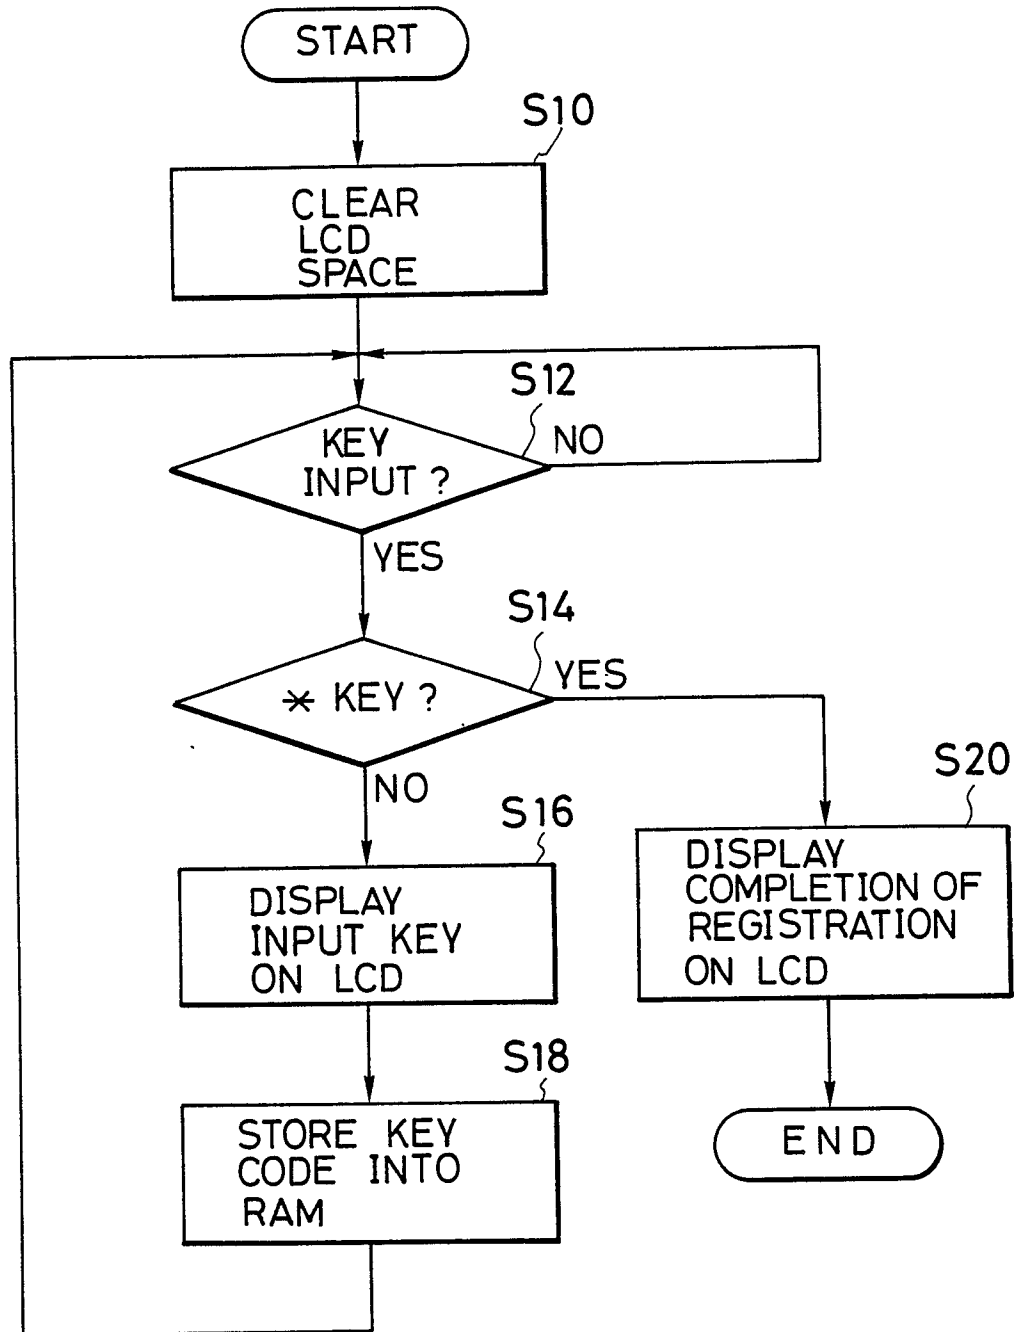 START
S10
CLEAR
LCD
SPACE
S12
KEY
INPUT ?
NO
YES
S14
* KEY ?
YES
NO
S16
DISPLAY
INPUT KEY
ON LCD
S20
DISPLAY
COMPLETION OF
REGISTRATION
ON LCD
S18
STORE KEY
CODE INTO
RAM
END